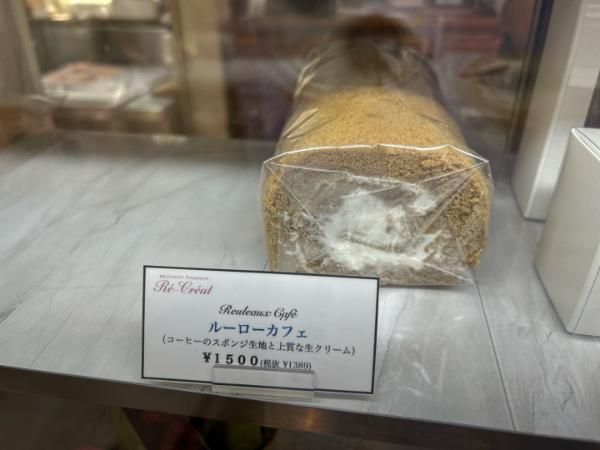 pâtisserie française
Ré-Créat
Reuleaux Café
ルーローカフェ
(コーヒーのスポンジ生地と上質な生クリーム)
¥1500(税抜 ¥1389)